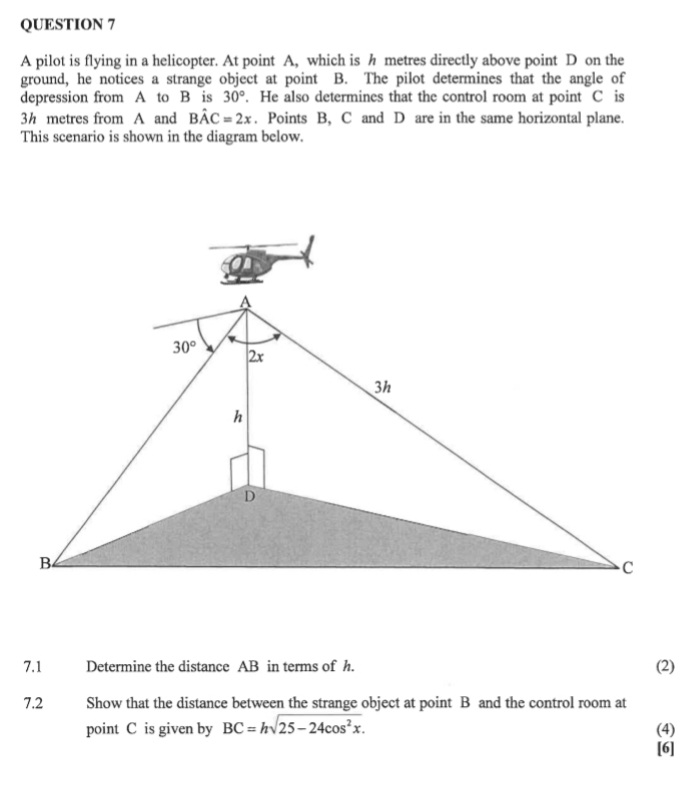 QUESTION 7
A pilot is flying in a helicopter. At point A, which is h metres directly above point D on the
ground, he notices a strange object at point B. The pilot determines that the angle of
depression from A to B is 30°. He also determines that the control room at point C is
3h metres from A and BÂC = 2x. Points B, C and D are in the same horizontal plane.
This scenario is shown in the diagram below.
A
30°
2x
3h
h
D
B
C
7.1 Determine the distance AB in terms of h. (2)
7.2 Show that the distance between the strange object at point B and the control room at
point C is given by BC = h√25 – 24cos²x. (4)
[6]